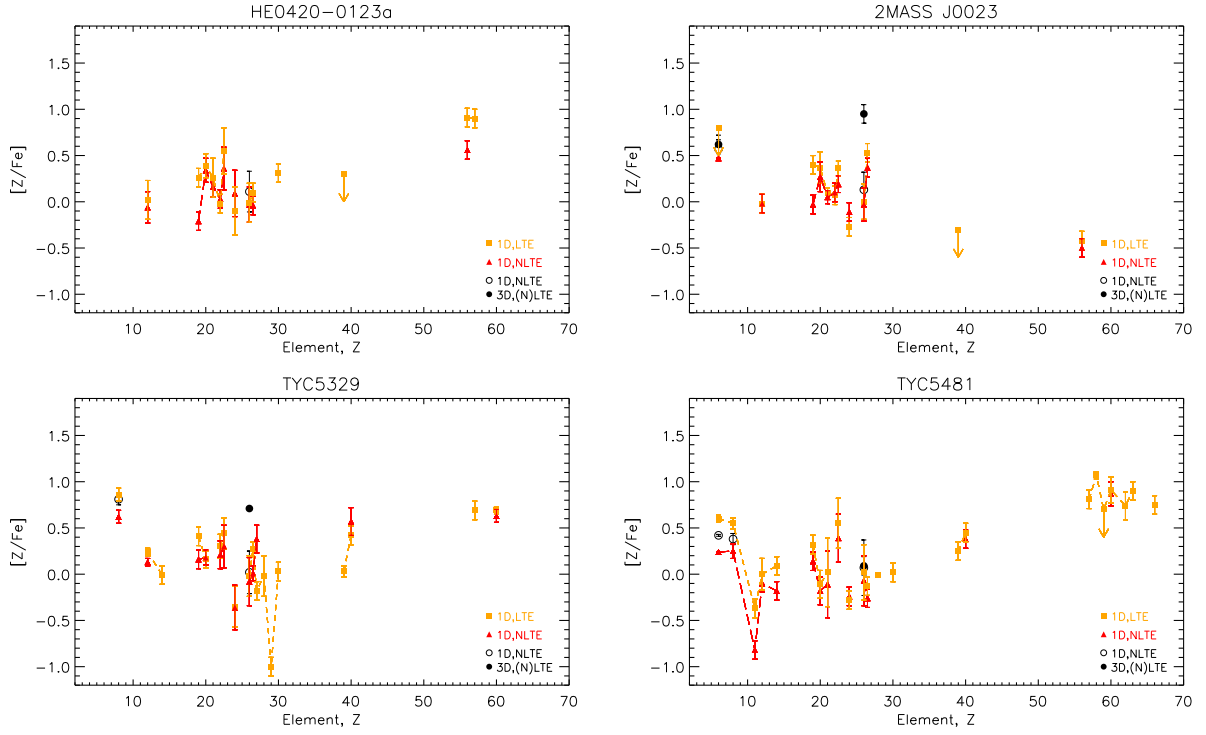 HE0420-0123a
1.5
1.0
0.5
0.0
-0.5
-1.0
[Z/Fe]
1D,LTE
1D,NLTE
1D,NLTE
3D,(N)LTE
10 20 30 40 50 60 70
Element, Z
2MASS J0023
1.5
1.0
0.5
0.0
-0.5
-1.0
[Z/Fe]
1D,LTE
1D,NLTE
1D,NLTE
3D,(N)LTE
10 20 30 40 50 60 70
Element, Z
TYC5329
1.5
1.0
0.5
0.0
-0.5
-1.0
[Z/Fe]
1D,LTE
1D,NLTE
1D,NLTE
3D,(N)LTE
10 20 30 40 50 60 70
Element, Z
TYC5481
1.5
1.0
0.5
0.0
-0.5
-1.0
[Z/Fe]
1D,LTE
1D,NLTE
1D,NLTE
3D,(N)LTE
10 20 30 40 50 60 70
Element, Z